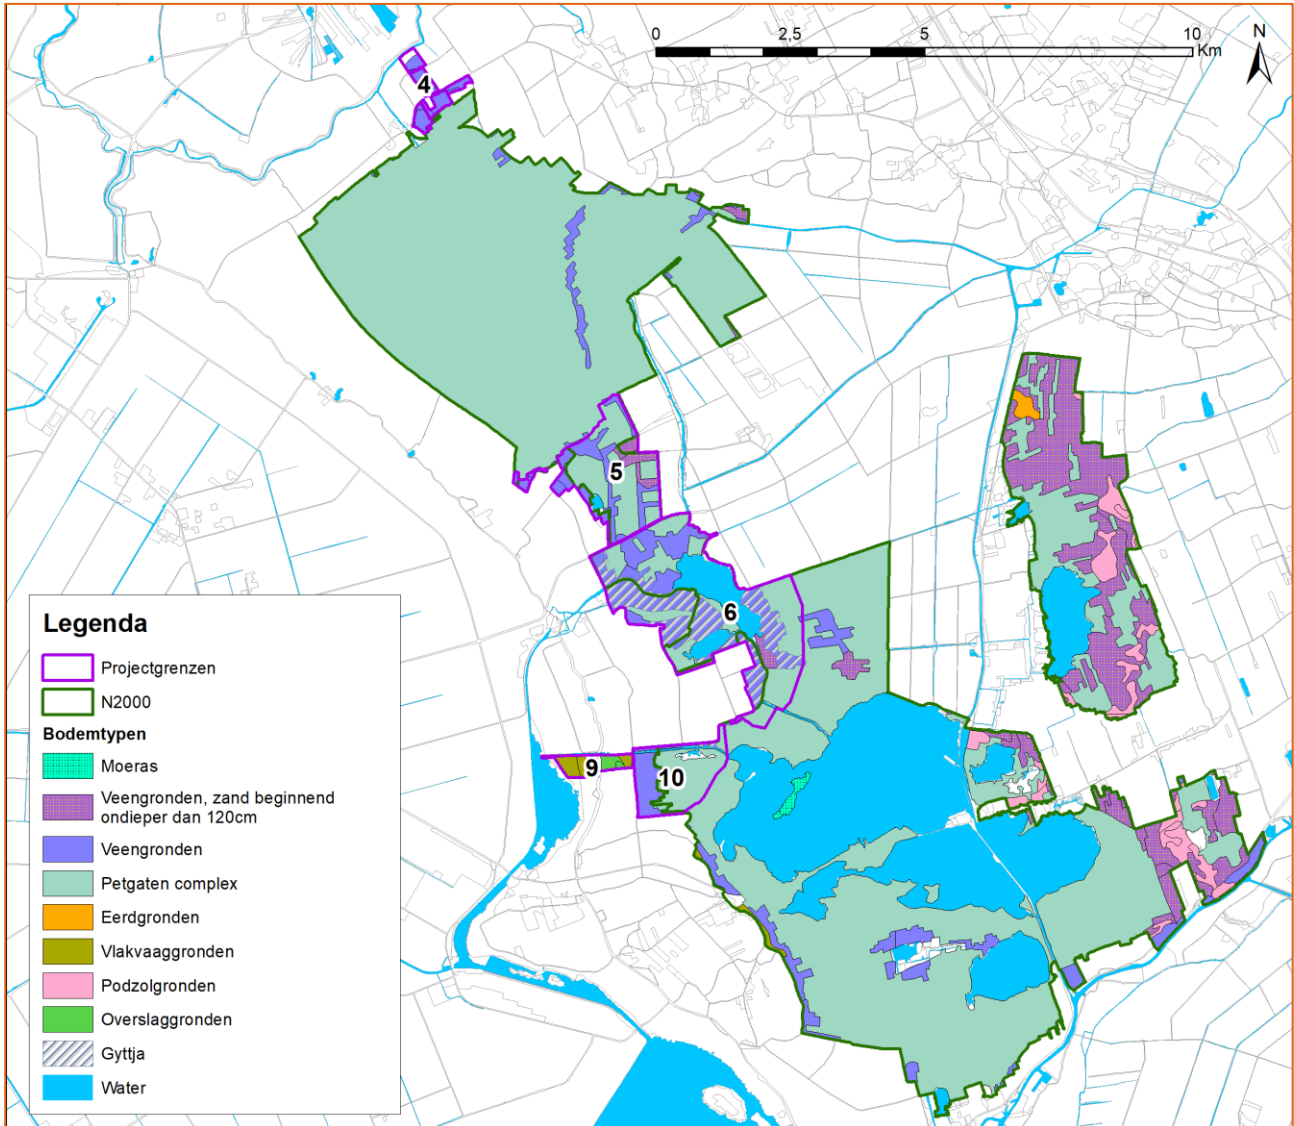 0 2,5 5 10
Km
N
4
5
6
9
10
Legenda
Projectgrenzen
N2000
Bodemtypen
Moeras
Veengronden, zand beginnend
ondieper dan 120cm
Veengronden
Petgaten complex
Eerdgronden
Vlakvaaggronden
Podzolgronden
Overslaggronden
Gyttja
Water